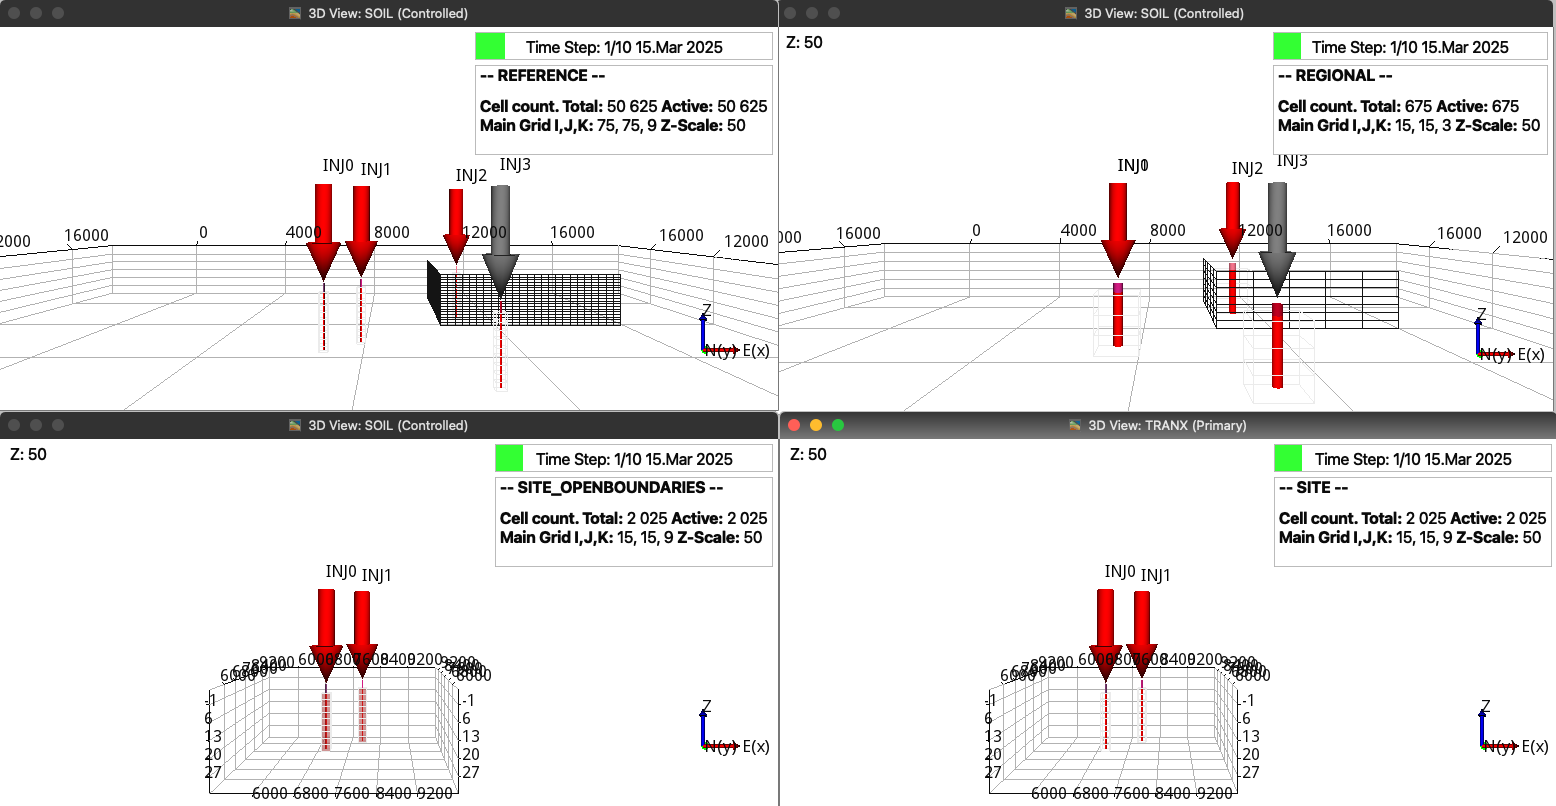 3D View: SOIL (Controlled)
Time Step: 1/10 15.Mar 2025
-- REFERENCE --
Cell count. Total: 50 625 Active: 50 625
Main Grid I,J,K: 75, 75, 9 Z-Scale: 50
INJ0 INJ1 INJ2 INJ3
2000 16000 0 4000 8000 12000 16000 16000 12000
Z
N(y) E(x)
3D View: SOIL (Controlled)
Z: 50
Time Step: 1/10 15.Mar 2025
-- REGIONAL --
Cell count. Total: 675 Active: 675
Main Grid I,J,K: 15, 15, 3 Z-Scale: 50
INJ2 INJ3
000 16000 0 4000 8000 12000 16000 16000 12000
Z
N(y) E(x)
3D View: SOIL (Controlled)
Z: 50
Time Step: 1/10 15.Mar 2025
-- SITE_OPENBOUNDARIES --
Cell count. Total: 2 025 Active: 2 025
Main Grid I,J,K: 15, 15, 9 Z-Scale: 50
INJ0 INJ1
9200 6000 6800 7600 8400 9200 9200
6000 6000
-1 -1
6 6
13 13
20 20
27 27
6000 6800 7600 8400 9200
Z
N(y) E(x)
3D View: TRANX (Primary)
Z: 50
Time Step: 1/10 15.Mar 2025
-- SITE --
Cell count. Total: 2 025 Active: 2 025
Main Grid I,J,K: 15, 15, 9 Z-Scale: 50
INJ0 INJ1
9200 6000 6800 7600 8400 9200 9200
6000 6000
-1 -1
6 6
13 13
20 20
27 27
6000 6800 7600 8400 9200
Z
N(y) E(x)